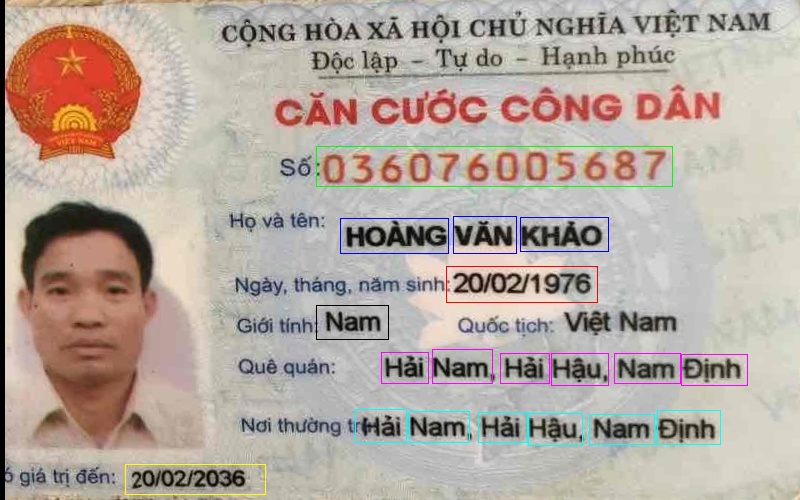 CỘNG HÒA XÃ HỘI CHỦ NGHĨA VIỆT NAM
Độc lập - Tự do - Hạnh phúc
CĂN CƯỚC CÔNG DÂN
Số: 036076005687
Họ và tên: HOÀNG VĂN KHẢO
Ngày, tháng, năm sinh: 20/02/1976
Giới tính: Nam Quốc tịch: Việt Nam
Quê quán: Hải Nam, Hải Hậu, Nam Định
Nơi thường Hải Nam, Hải Hậu, Nam Định
giá trị đến: 20/02/2036
VIỆT NAM